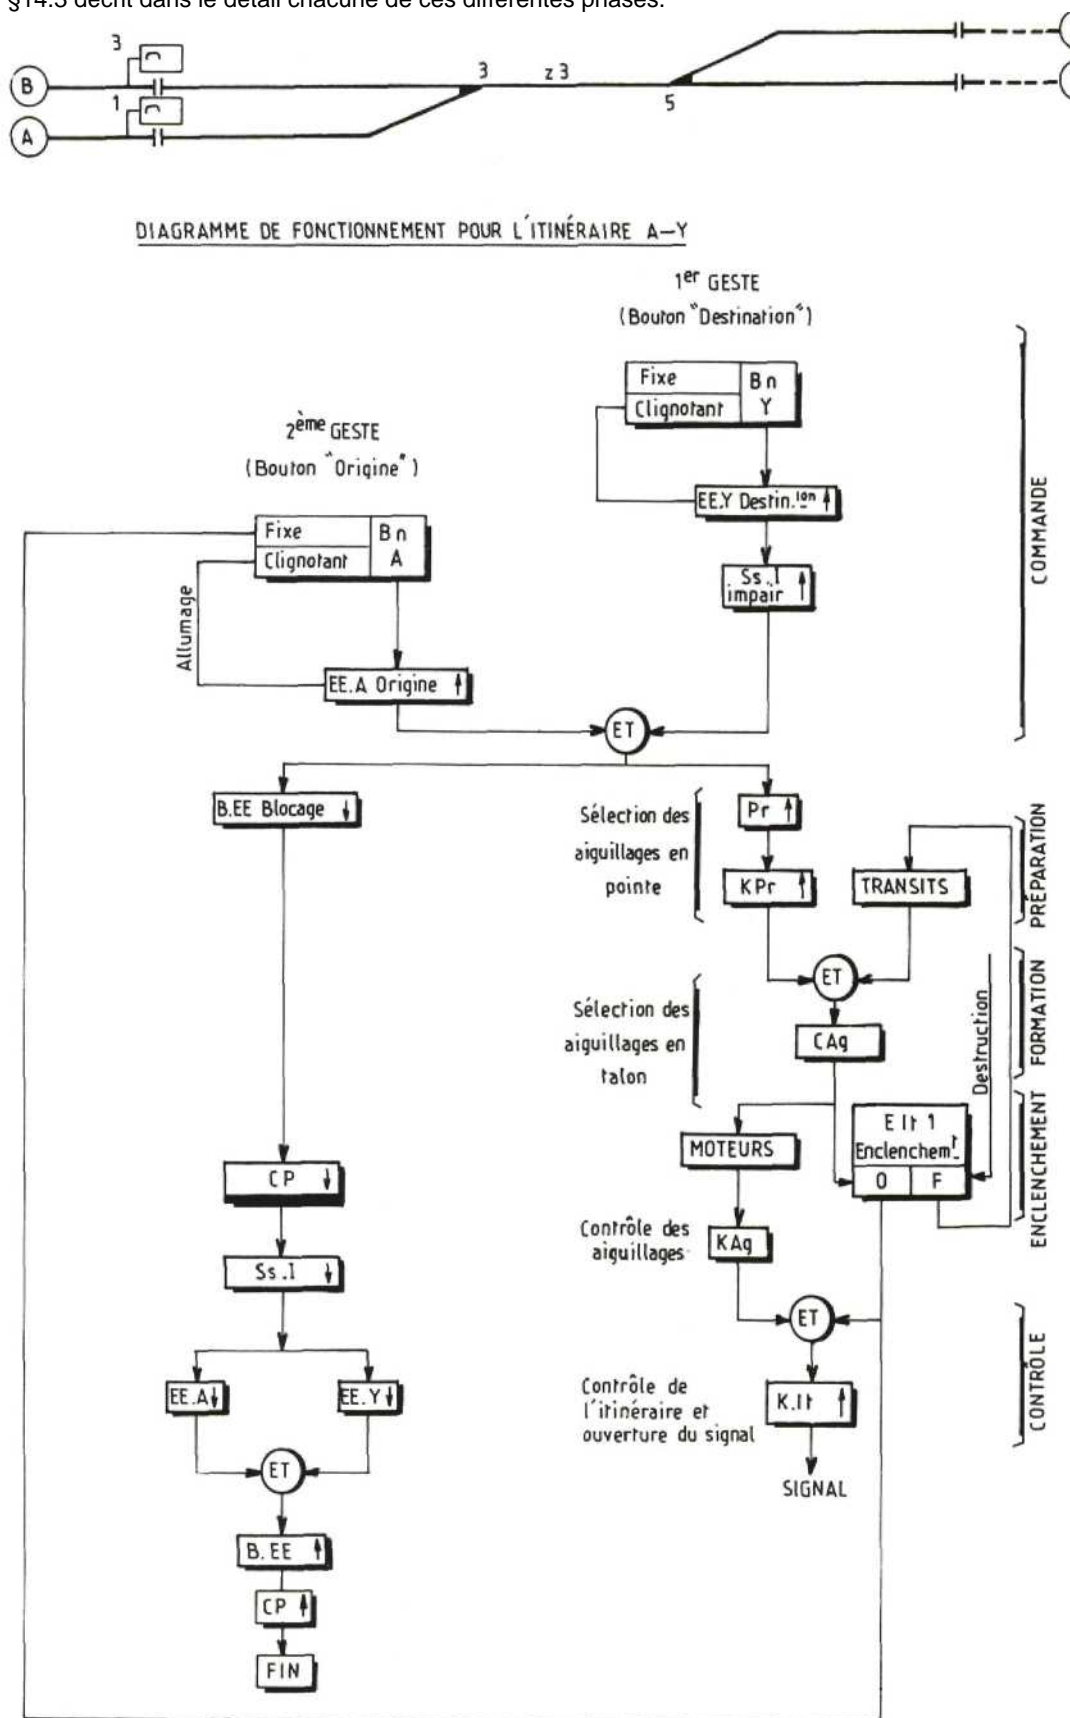 §14.3 décrit dans le détail chacune de ces différentes phases.
3
B
1
A
3
z 3
5
DIAGRAMME DE FONCTIONNEMENT POUR L'ITINÉRAIRE A–Y
1er GESTE
(Bouton "Destination")
Fixe
Clignotant
Bn
Y
2ème GESTE
(Bouton "Origine")
EE.Y Destin.ion
Fixe
Clignotant
Bn
A
Ss.I
impair
COMMANDE
Allumage
EE.A Origine
ET
B.EE Blocage
Sélection des
aiguillages en
pointe
Pr
KPr
TRANSITS
PRÉPARATION
ET
Sélection des
aiguillages en
talon
CAg
Destruction
FORMATION
MOTEURS
E It 1
Enclenchemt
O
F
ENCLENCHEMENT
CP
Contrôle des
aiguillages
KAg
Ss.I
ET
EE.A
EE.Y
Contrôle de
l'itinéraire et
ouverture du signal
K.It
CONTRÔLE
ET
SIGNAL
B.EE
CP
FIN